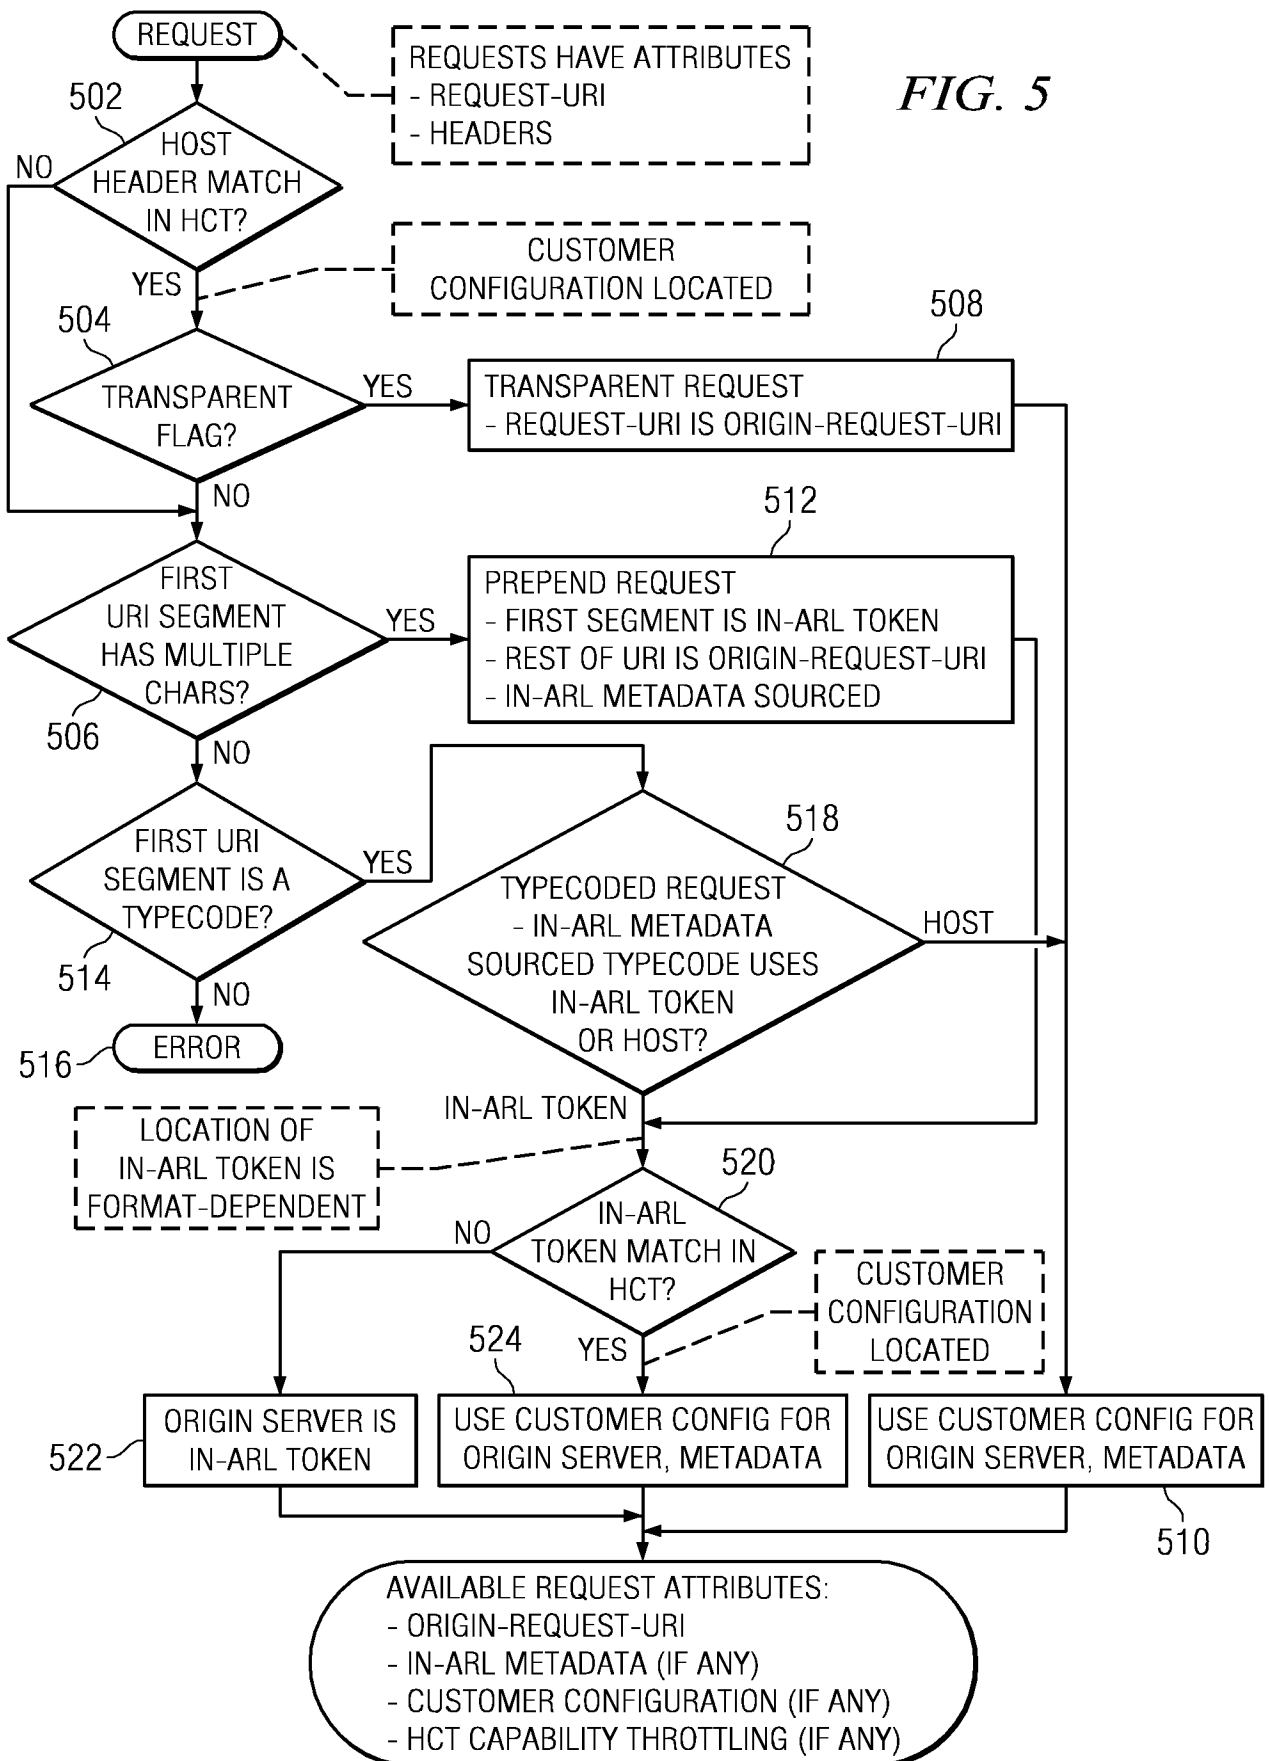 REQUEST
REQUESTS HAVE ATTRIBUTES
- REQUEST-URI
- HEADERS
FIG. 5
502
HOST
HEADER MATCH
IN HCT?
NO
YES
CUSTOMER
CONFIGURATION LOCATED
504
TRANSPARENT
FLAG?
YES
508
TRANSPARENT REQUEST
- REQUEST-URI IS ORIGIN-REQUEST-URI
NO
512
FIRST
URI SEGMENT
HAS MULTIPLE
CHARS?
506
YES
PREPEND REQUEST
- FIRST SEGMENT IS IN-ARL TOKEN
- REST OF URI IS ORIGIN-REQUEST-URI
- IN-ARL METADATA SOURCED
NO
FIRST URI
SEGMENT IS A
TYPECODE?
514
YES
518
TYPECODED REQUEST
- IN-ARL METADATA
SOURCED TYPECODE USES
IN-ARL TOKEN
OR HOST?
HOST
NO
ERROR
516
IN-ARL TOKEN
LOCATION OF
IN-ARL TOKEN IS
FORMAT-DEPENDENT
520
IN-ARL
TOKEN MATCH IN
HCT?
NO
YES
CUSTOMER
CONFIGURATION
LOCATED
524
ORIGIN SERVER IS
IN-ARL TOKEN
522
USE CUSTOMER CONFIG FOR
ORIGIN SERVER, METADATA
USE CUSTOMER CONFIG FOR
ORIGIN SERVER, METADATA
510
AVAILABLE REQUEST ATTRIBUTES:
- ORIGIN-REQUEST-URI
- IN-ARL METADATA (IF ANY)
- CUSTOMER CONFIGURATION (IF ANY)
- HCT CAPABILITY THROTTLING (IF ANY)